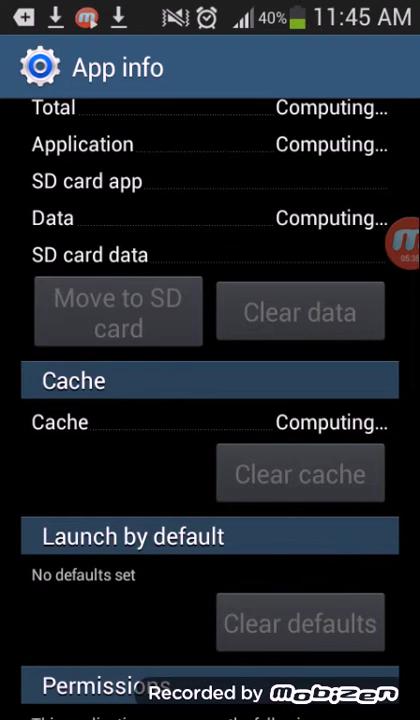 40% 11:45 AM
App info
Total Computing...
Application Computing...
SD card app
Data Computing...
SD card data
05:35
Move to SD
card
Clear data
Cache
Cache Computing...
Clear cache
Launch by default
No defaults set
Clear defaults
Permissions
Recorded by Mobizen